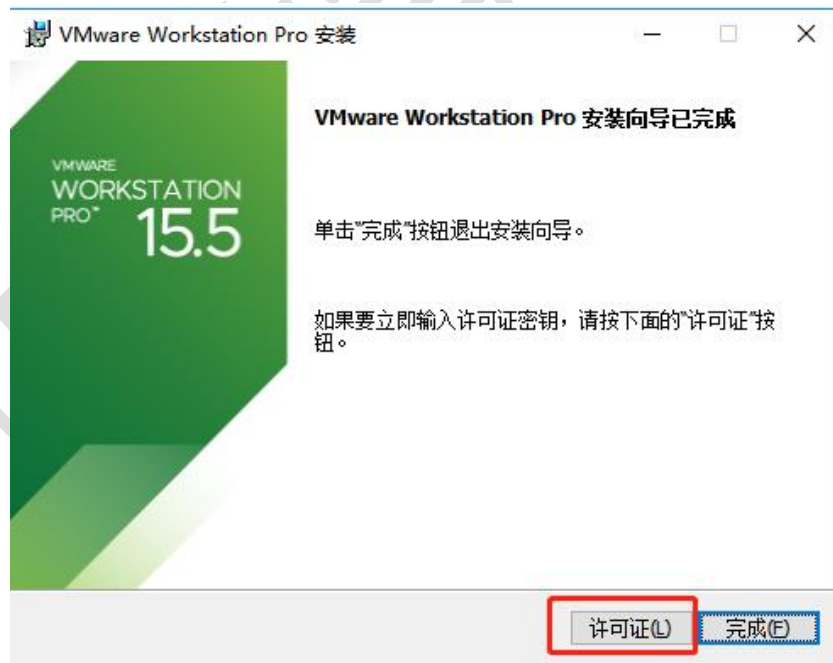 VMware Workstation Pro 安装
VMware Workstation Pro 安装向导已完成
VMWARE
WORKSTATION
PRO™ 15.5
单击"完成"按钮退出安装向导。
如果要立即输入许可证密钥，请按下面的"许可证"按
钮。
许可证(L) 完成(F)